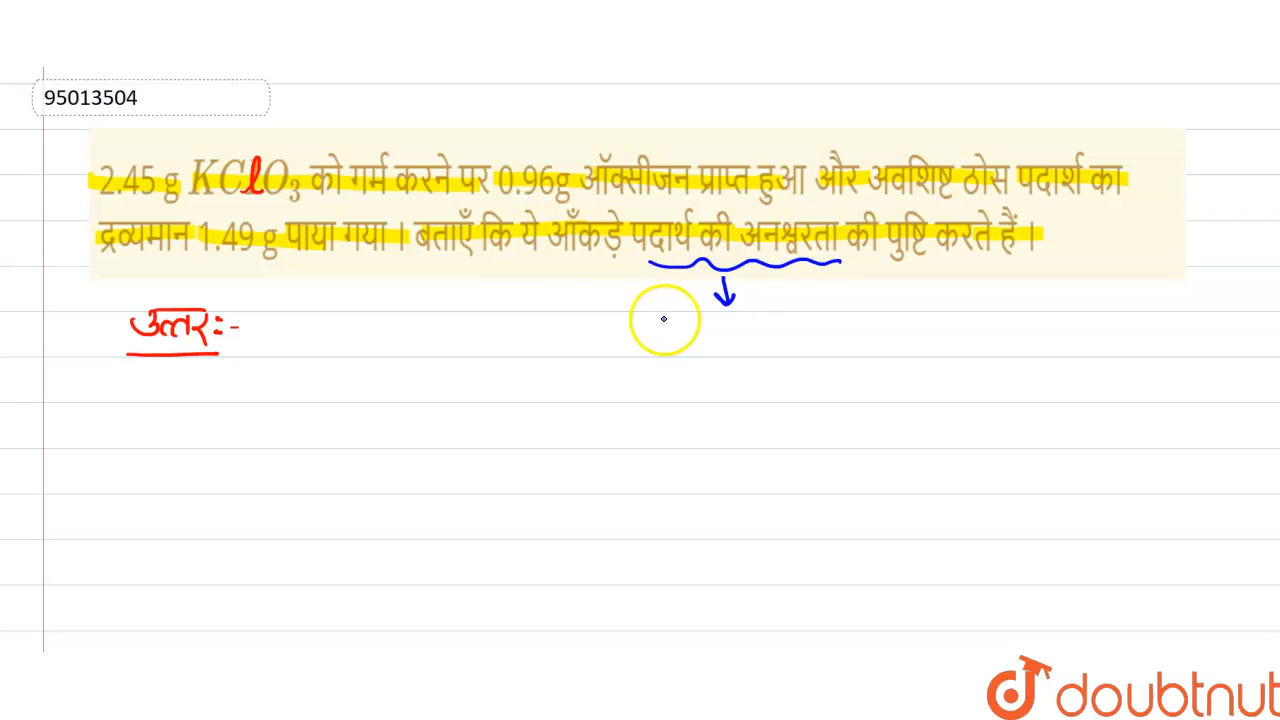 95013504
2.45 g KClO₃ को गर्म करने पर 0.96g ऑक्सीजन प्राप्त हुआ और अवशिष्ट ठोस पदार्थ का
द्रव्यमान 1.49 g पाया गया । बताएँ कि ये आँकड़े पदार्थ की अनश्वरता की पुष्टि करते हैं ।
उत्तर:-
doubtnut